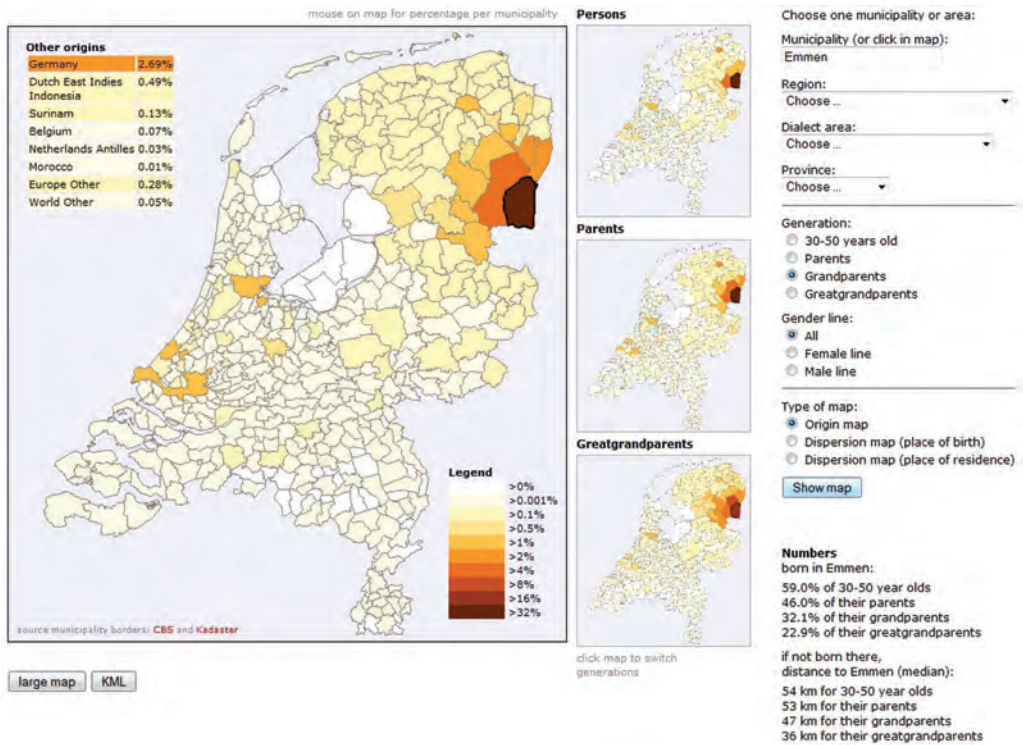 mouse on map for percentage per municipality
Other origins
Germany 2.69%
Dutch East Indies 0.49%
Indonesia
Surinam 0.13%
Belgium 0.07%
Netherlands Antilles 0.03%
Morocco 0.01%
Europe Other 0.28%
World Other 0.05%
Legend
>0%
>0.001%
>0.1%
>0.5%
>1%
>2%
>4%
>8%
>16%
>32%
source municipality borders: CBS and Kadaster
large map KML
Persons
Parents
Greatgrandparents
click map to switch
generations
Choose one municipality or area:
Municipality (or click in map):
Emmen
Region:
Choose ...
Dialect area:
Choose ...
Province:
Choose ...
Generation:
30-50 years old
Parents
Grandparents
Greatgrandparents
Gender line:
All
Female line
Male line
Type of map:
Origin map
Dispersion map (place of birth)
Dispersion map (place of residence)
Show map
Numbers
born in Emmen:
59.0% of 30-50 year olds
46.0% of their parents
32.1% of their grandparents
22.9% of their greatgrandparents
if not born there,
distance to Emmen (median):
54 km for 30-50 year olds
53 km for their parents
47 km for their grandparents
36 km for their greatgrandparents